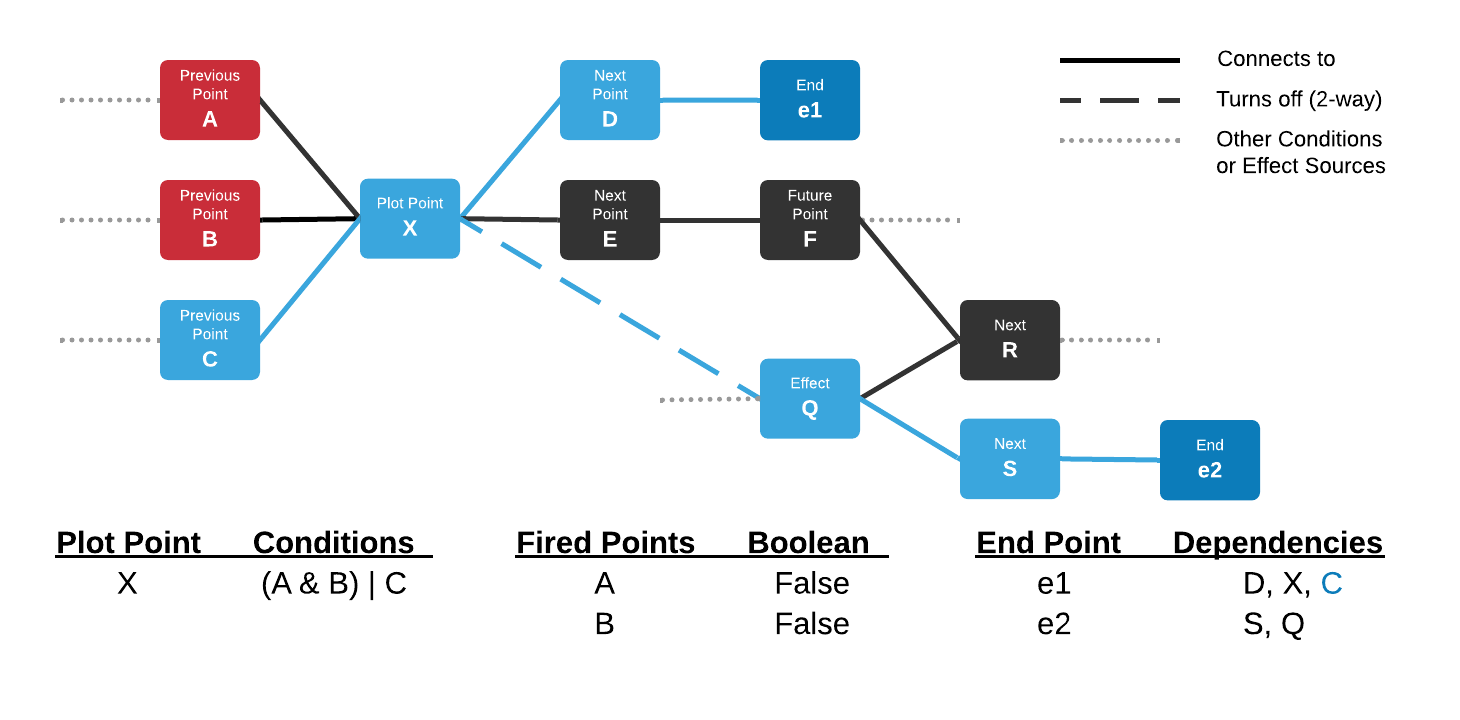 Previous
Point
A
Next
Point
D
End
e1
Connects to
Turns off (2-way)
Other Conditions
or Effect Sources
Previous
Point
B
Plot Point
X
Next
Point
E
Future
Point
F
Previous
Point
C
Next
R
Effect
Q
Next
S
End
e2
Plot Point Conditions
X (A & B) | C
Fired Points Boolean
A False
B False
End Point Dependencies
e1 D, X, C
e2 S, Q